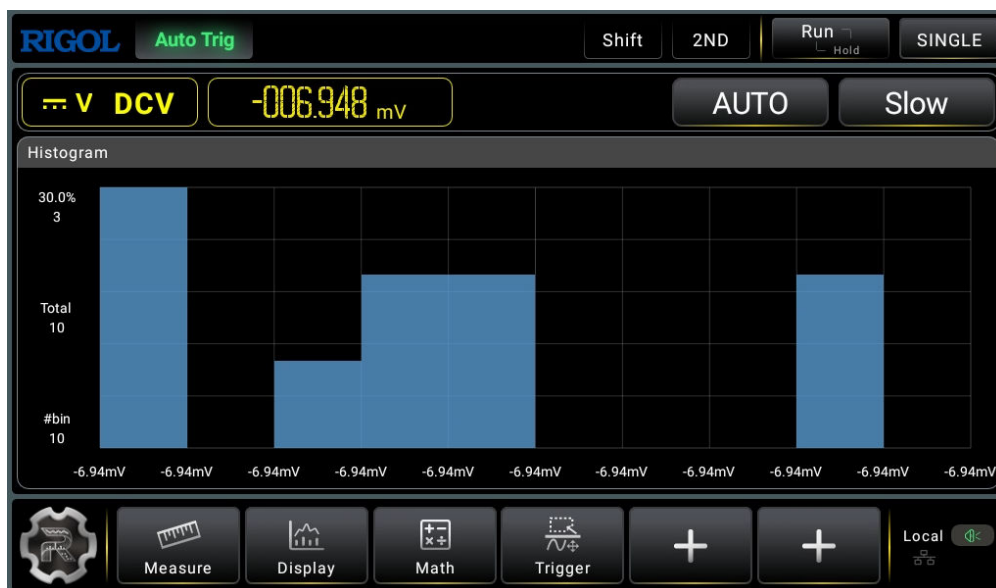 RIGOL Auto Trig Shift 2ND Run Hold SINGLE
V DCV -006.948 mV AUTO Slow
Histogram
30.0%
3
Total
10
#bin
10
-6.94mV -6.94mV -6.94mV -6.94mV -6.94mV -6.94mV -6.94mV -6.94mV -6.94mV -6.94mV -6.94mV
Measure Display Math Trigger + + Local